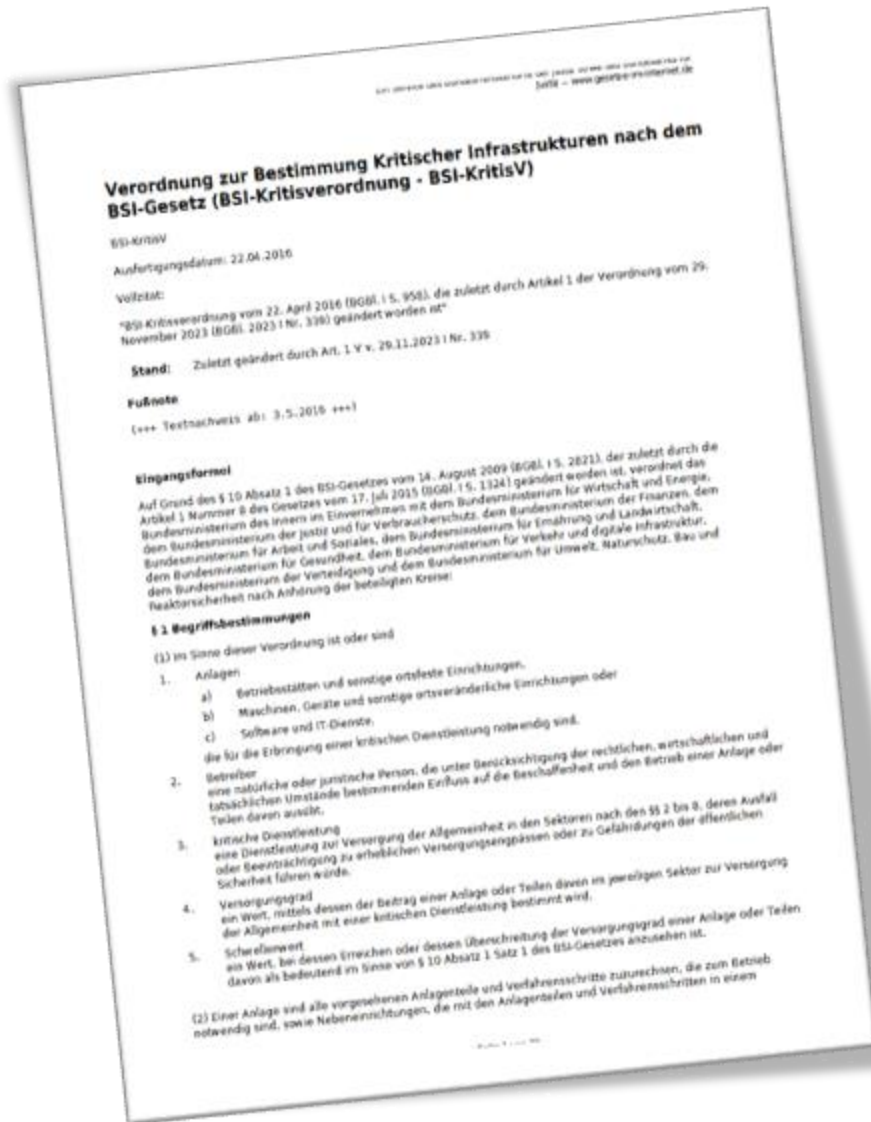 Seite - www.gesetze-im-internet.de
Verordnung zur Bestimmung Kritischer Infrastrukturen nach dem
BSI-Gesetz (BSI-Kritisverordnung - BSI-KritisV)
BSI-KritisV
Ausfertigungsdatum: 22.04.2016
Vollzitat:
"BSI-Kritisverordnung vom 22. April 2016 (BGBl. I S. 958), die zuletzt durch Artikel 1 der Verordnung vom 29.
November 2023 (BGBl. 2023 I Nr. 339) geändert worden ist"
Stand: Zuletzt geändert durch Art. 1 V v. 29.11.2023 I Nr. 339
Fußnote
(+++ Textnachweis ab: 3.5.2016 +++)
Eingangsformel
Auf Grund des § 10 Absatz 1 des BSI-Gesetzes vom 14. August 2009 (BGBl. I S. 2821), der zuletzt durch die
Artikel 1 Nummer 8 des Gesetzes vom 17. Juli 2015 (BGBl. I S. 1324) geändert worden ist, verordnet das
Bundesministerium des Innern im Einvernehmen mit dem Bundesministerium für Wirtschaft und Energie,
dem Bundesministerium der Justiz und für Verbraucherschutz, dem Bundesministerium der Finanzen, dem
Bundesministerium für Arbeit und Soziales, dem Bundesministerium für Ernährung und Landwirtschaft,
dem Bundesministerium für Gesundheit, dem Bundesministerium für Verkehr und digitale Infrastruktur,
dem Bundesministerium der Verteidigung und dem Bundesministerium für Umwelt, Naturschutz, Bau und
Reaktorsicherheit nach Anhörung der beteiligten Kreise:
§ 1 Begriffsbestimmungen
(1) Im Sinne dieser Verordnung ist oder sind
1. Anlagen
a) Betriebsstätten und sonstige ortsfeste Einrichtungen,
b) Maschinen, Geräte und sonstige ortsveränderliche Einrichtungen oder
c) Software und IT-Dienste,
die für die Erbringung einer kritischen Dienstleistung notwendig sind.
2. Betreiber
eine natürliche oder juristische Person, die unter Berücksichtigung der rechtlichen, wirtschaftlichen und
tatsächlichen Umstände bestimmenden Einfluss auf die Beschaffenheit und den Betrieb einer Anlage oder
Teilen davon ausübt.
3. kritische Dienstleistung
eine Dienstleistung zur Versorgung der Allgemeinheit in den Sektoren nach den §§ 2 bis 8, deren Ausfall
oder Beeinträchtigung zu erheblichen Versorgungsengpässen oder zu Gefährdungen der öffentlichen
Sicherheit führen würde.
4. Versorgungsgrad
ein Wert, mittels dessen der Beitrag einer Anlage oder Teilen davon im jeweiligen Sektor zur Versorgung
der Allgemeinheit mit einer kritischen Dienstleistung bestimmt wird.
5. Schwellenwert
ein Wert, bei dessen Erreichen oder dessen Überschreitung der Versorgungsgrad einer Anlage oder Teilen
davon als bedeutend im Sinne von § 10 Absatz 1 Satz 1 des BSI-Gesetzes anzusehen ist.
(2) Einer Anlage sind alle vorgesehenen Anlagenteile und Verfahrensschritte zuzurechnen, die zum Betrieb
notwendig sind, sowie Nebeneinrichtungen, die mit den Anlagenteilen und Verfahrensschritten in einem